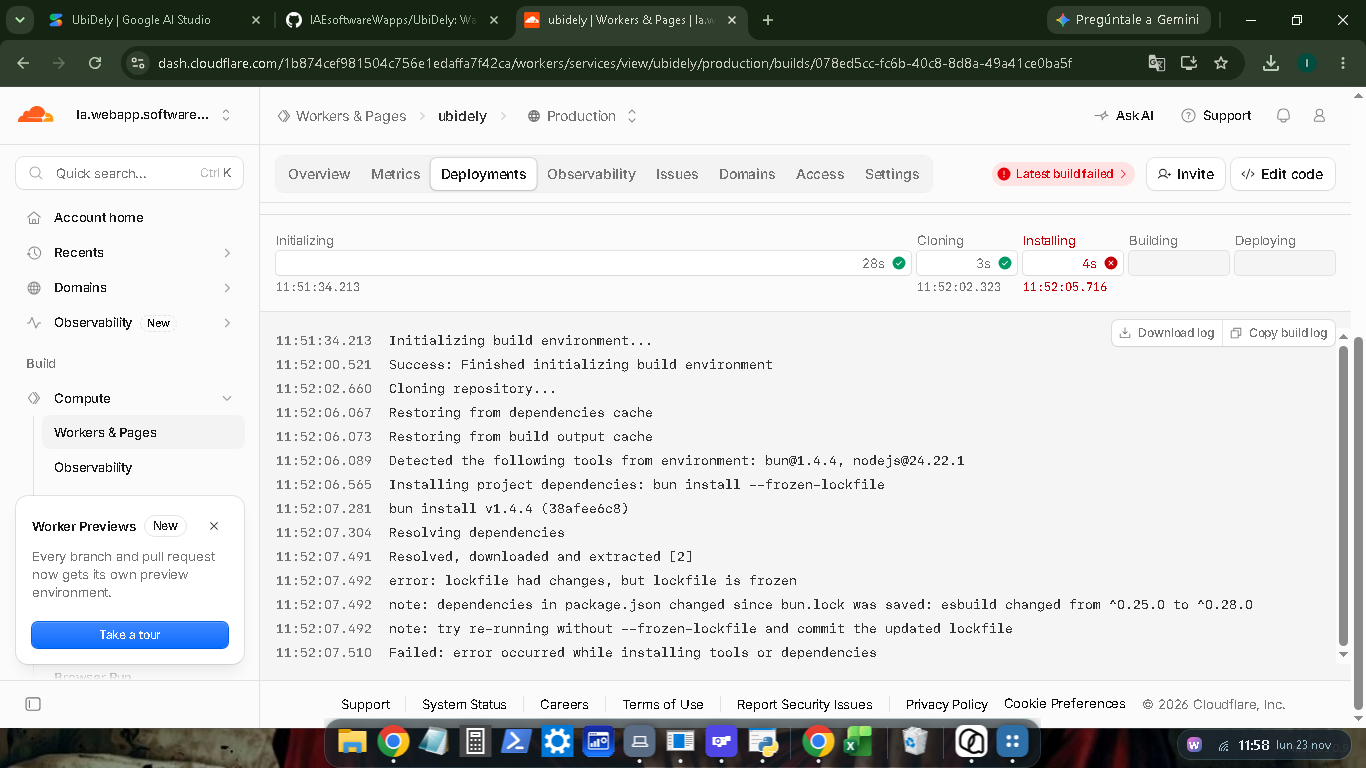 UbiDely | Google AI Studio
IAEsoftwareWapps/UbiDely: Wa
ubidely | Workers & Pages | Ia.w
Pregúntale a Gemini
dash.cloudflare.com/1b874cef981504c756e1edaffa7f42ca/workers/services/view/ubidely/production/builds/078ed5cc-fc6b-40c8-8d8a-49a41ce0ba5f
I
Ia.webapp.software...
Workers & Pages
ubidely
Production
Ask AI
Support
Quick search...
Ctrl K
Overview
Metrics
Deployments
Observability
Issues
Domains
Access
Settings
Latest build failed
Invite
Edit code
Account home
Recents
Domains
Observability New
Build
Compute
Workers & Pages
Observability
Worker Previews New
Every branch and pull request
now gets its own preview
environment.
Take a tour
Browser Run
Initializing
Cloning
Installing
Building
Deploying
28s
3s
4s
11:51:34.213
11:52:02.323
11:52:05.716
Download log
Copy build log
11:51:34.213 Initializing build environment...
11:52:00.521 Success: Finished initializing build environment
11:52:02.660 Cloning repository...
11:52:06.067 Restoring from dependencies cache
11:52:06.073 Restoring from build output cache
11:52:06.089 Detected the following tools from environment: bun@1.4.4, nodejs@24.22.1
11:52:06.565 Installing project dependencies: bun install --frozen-lockfile
11:52:07.281 bun install v1.4.4 (38afee6c8)
11:52:07.304 Resolving dependencies
11:52:07.491 Resolved, downloaded and extracted [2]
11:52:07.492 error: lockfile had changes, but lockfile is frozen
11:52:07.492 note: dependencies in package.json changed since bun.lock was saved: esbuild changed from ^0.25.0 to ^0.28.0
11:52:07.492 note: try re-running without --frozen-lockfile and commit the updated lockfile
11:52:07.510 Failed: error occurred while installing tools or dependencies
Support
System Status
Careers
Terms of Use
Report Security Issues
Privacy Policy
Cookie Preferences
© 2026 Cloudflare, Inc.
11:58 lun 23 nov